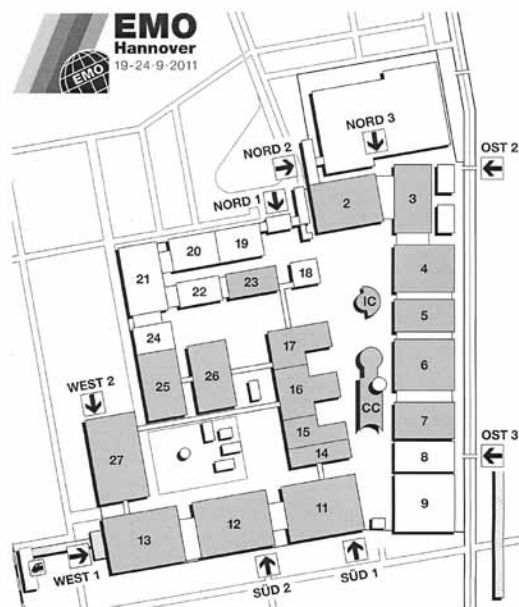 EMO
Hannover
19-24·9·2011
EMO
NORD 3
NORD 2
OST 2
NORD 1
2
3
20
19
21
4
18
22
23
IC
5
24
17
6
25
26
16
WEST 2
CC
7
15
27
14
8
OST 3
9
11
12
13
WEST 1
SÜD 2
SÜD 1